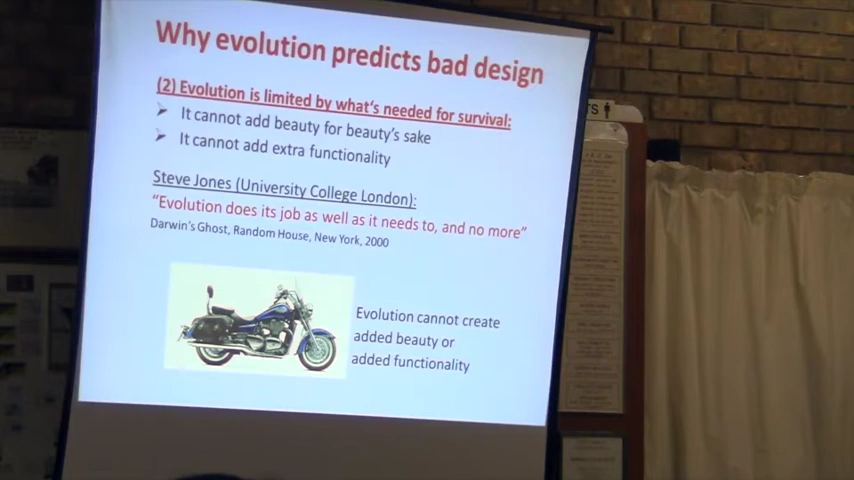 Why evolution predicts bad design
(2) Evolution is limited by what's needed for survival:
It cannot add beauty for beauty's sake
It cannot add extra functionality
Steve Jones (University College London):
"Evolution does its job as well as it needs to, and no more"
Darwin's Ghost, Random House, New York, 2000
Evolution cannot create
added beauty or
added functionality